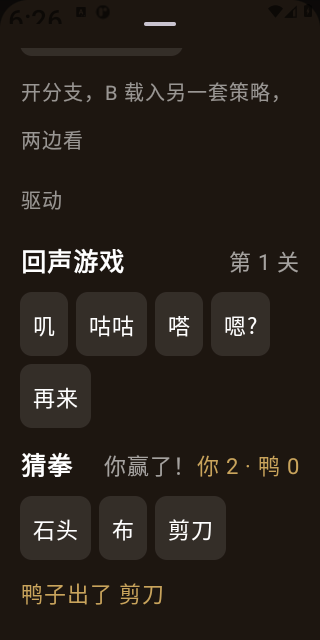 6:26
开分支，B 载入另一套策略，
两边看
驱动
回声游戏 第 1 关
叽 咕咕 嗒 嗯?
再来
猜拳 你赢了！ 你 2 · 鸭 0
石头 布 剪刀
鸭子出了 剪刀